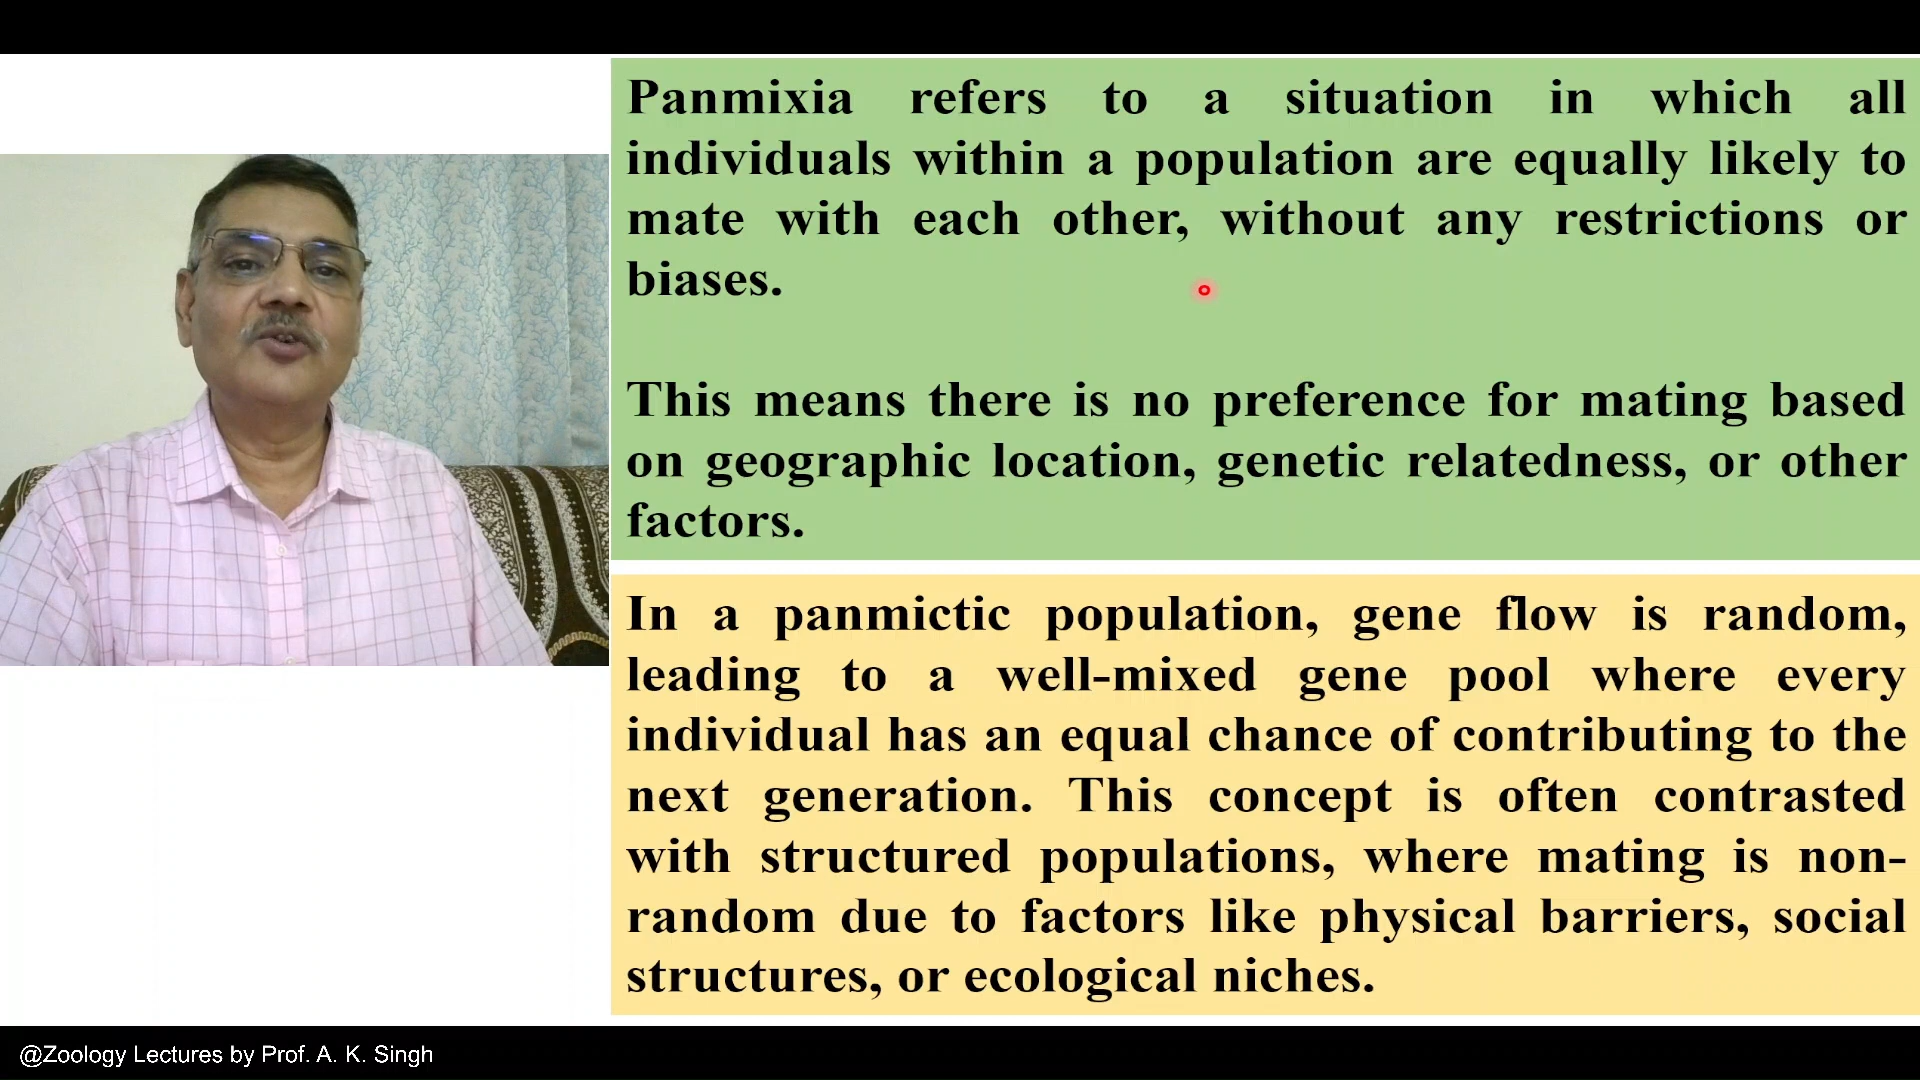 Panmixia refers to a situation in which all
individuals within a population are equally likely to
mate with each other, without any restrictions or
biases.
This means there is no preference for mating based
on geographic location, genetic relatedness, or other
factors.
In a panmictic population, gene flow is random,
leading to a well-mixed gene pool where every
individual has an equal chance of contributing to the
next generation. This concept is often contrasted
with structured populations, where mating is non-
random due to factors like physical barriers, social
structures, or ecological niches.
@Zoology Lectures by Prof. A. K. Singh